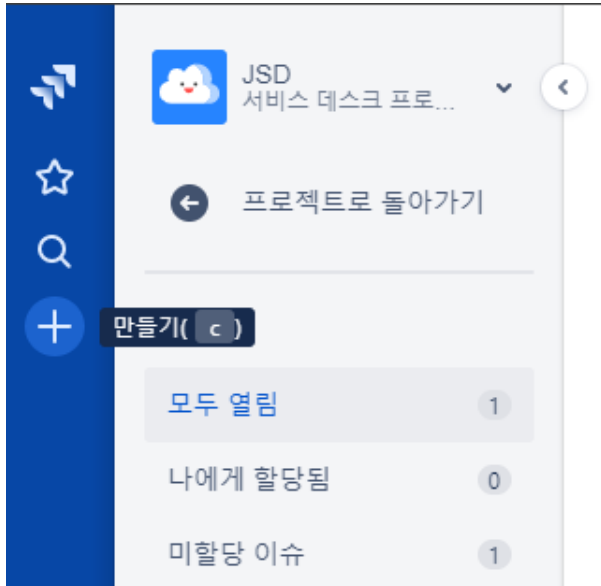 JSD
서비스 데스크 프로...
프로젝트로 돌아가기
만들기( c )
모두 열림 1
나에게 할당됨 0
미할당 이슈 1